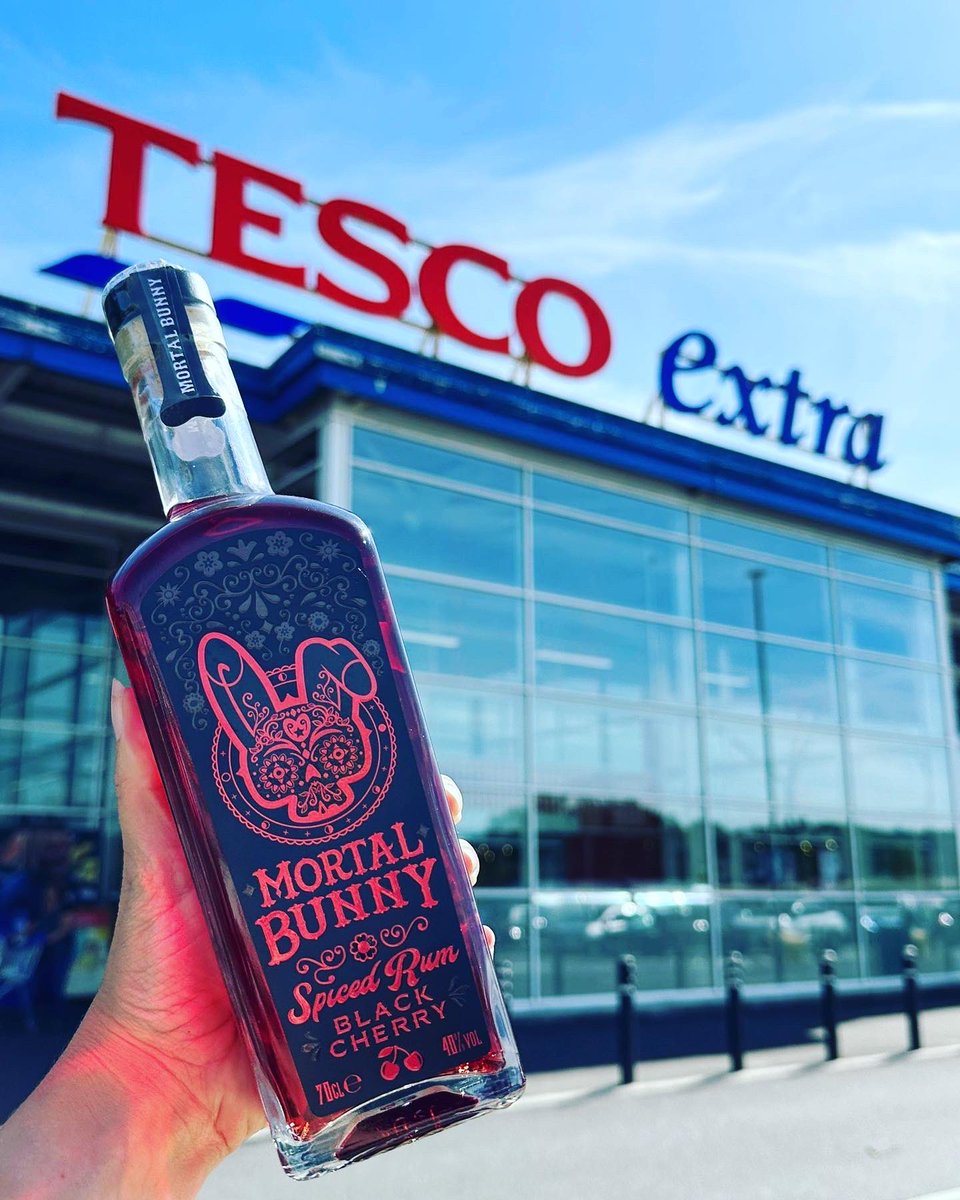 TESCO
extra
MORTAL BUNNY
MORTAL
BUNNY
Spiced Rum
BLACK
CHERRY
70CL e
40% VOL